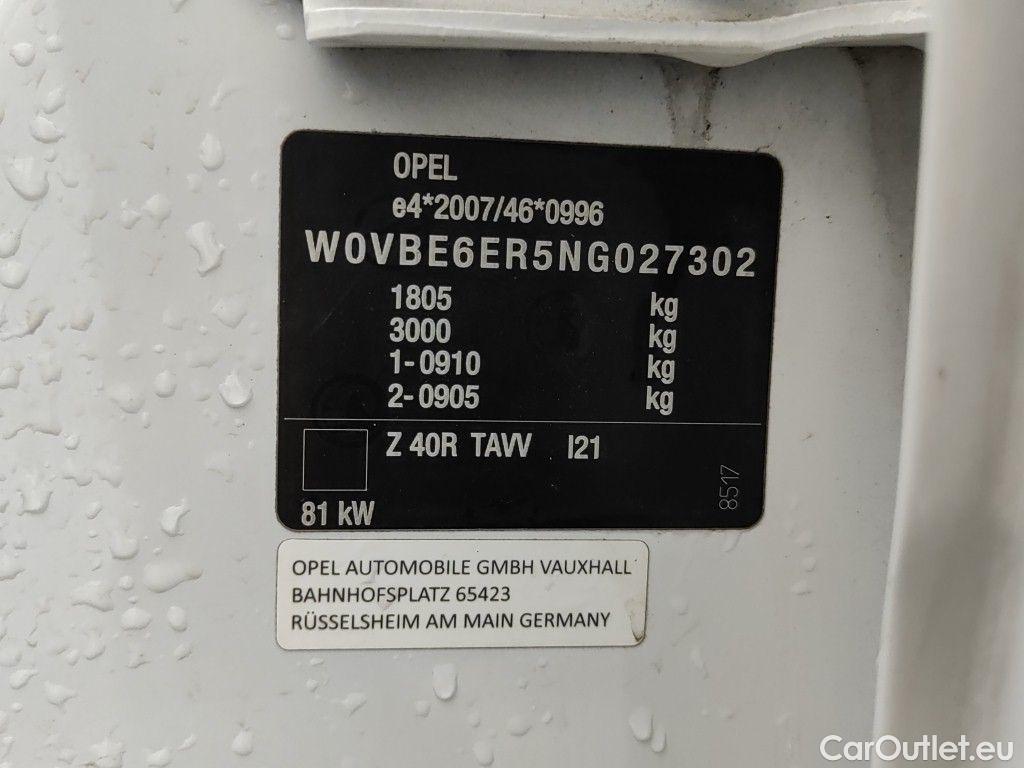 OPEL
e4*2007/46*0996
W0VBE6ER5NG027302
1805 kg
3000 kg
1-0910 kg
2-0905 kg
Z 40R TAVV I21
81 kW
8517
OPEL AUTOMOBILE GMBH VAUXHALL
BAHNHOFSPLATZ 65423
RÜSSELSHEIM AM MAIN GERMANY
CarOutlet.eu